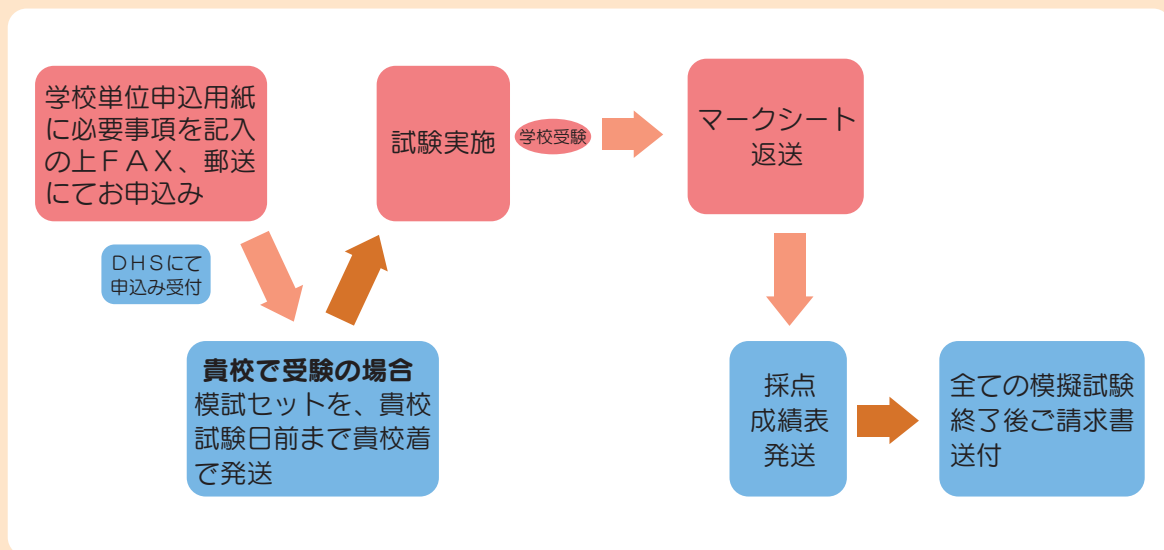 学校単位申込用紙
に必要事項を記入
の上ＦＡＸ、郵送
にてお申込み
ＤＨＳにて
申込み受付
貴校で受験の場合
模試セットを、貴校
試験日前まで貴校着
で発送
試験実施
学校受験
マークシート
返送
採点
成績表
発送
全ての模擬試験
終了後ご請求書
送付